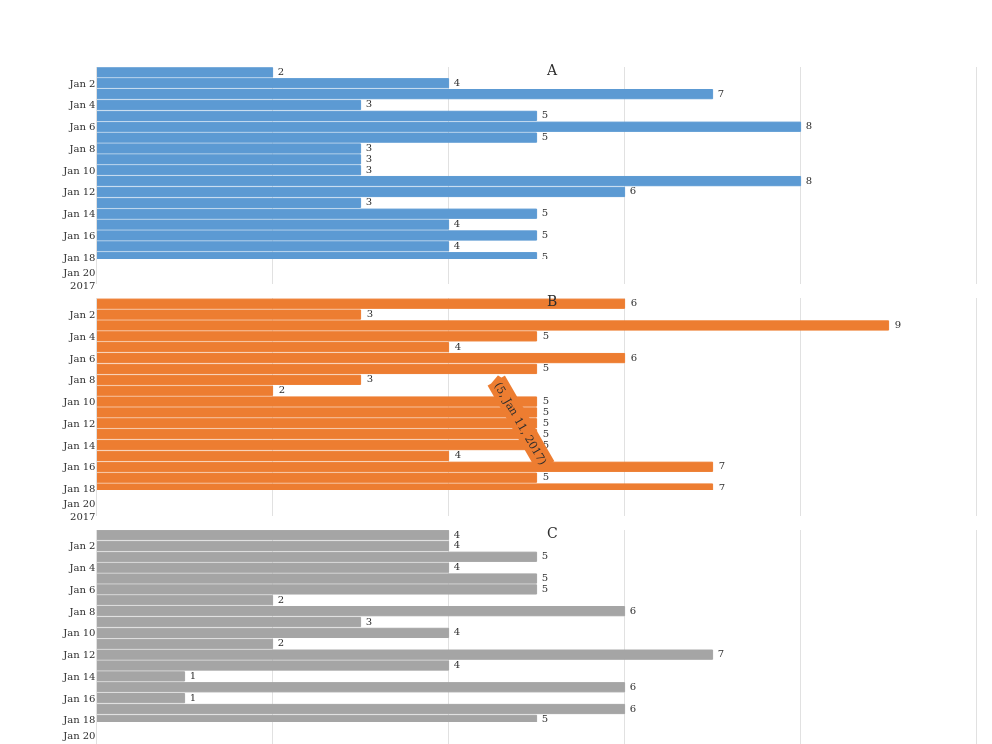 A
2
Jan 2 4
7
Jan 4 3
5
Jan 6 8
5
Jan 8 3
3
Jan 10 3
8
Jan 12 6
3
Jan 14 5
4
Jan 16 5
4
Jan 18 5
Jan 20
2017
B
6
Jan 2 3
9
Jan 4 5
4
Jan 6 6
5
Jan 8 3
2
Jan 10 5
5
Jan 12 5
5
Jan 14 5
(5, Jan 11, 2017)
4
Jan 16 7
5
Jan 18 7
Jan 20
2017
C
4
Jan 2 4
5
Jan 4 4
5
Jan 6 5
2
Jan 8 6
3
Jan 10 4
2
Jan 12 7
4
Jan 14 1
6
Jan 16 1
6
Jan 18 5
Jan 20